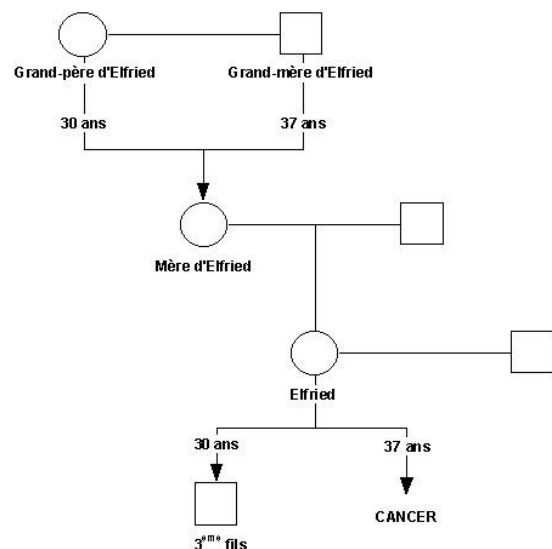 Grand-père d'Elfried
Grand-mère d'Elfried
30 ans
37 ans
Mère d'Elfried
Elfried
30 ans
37 ans
CANCER
3ème fils